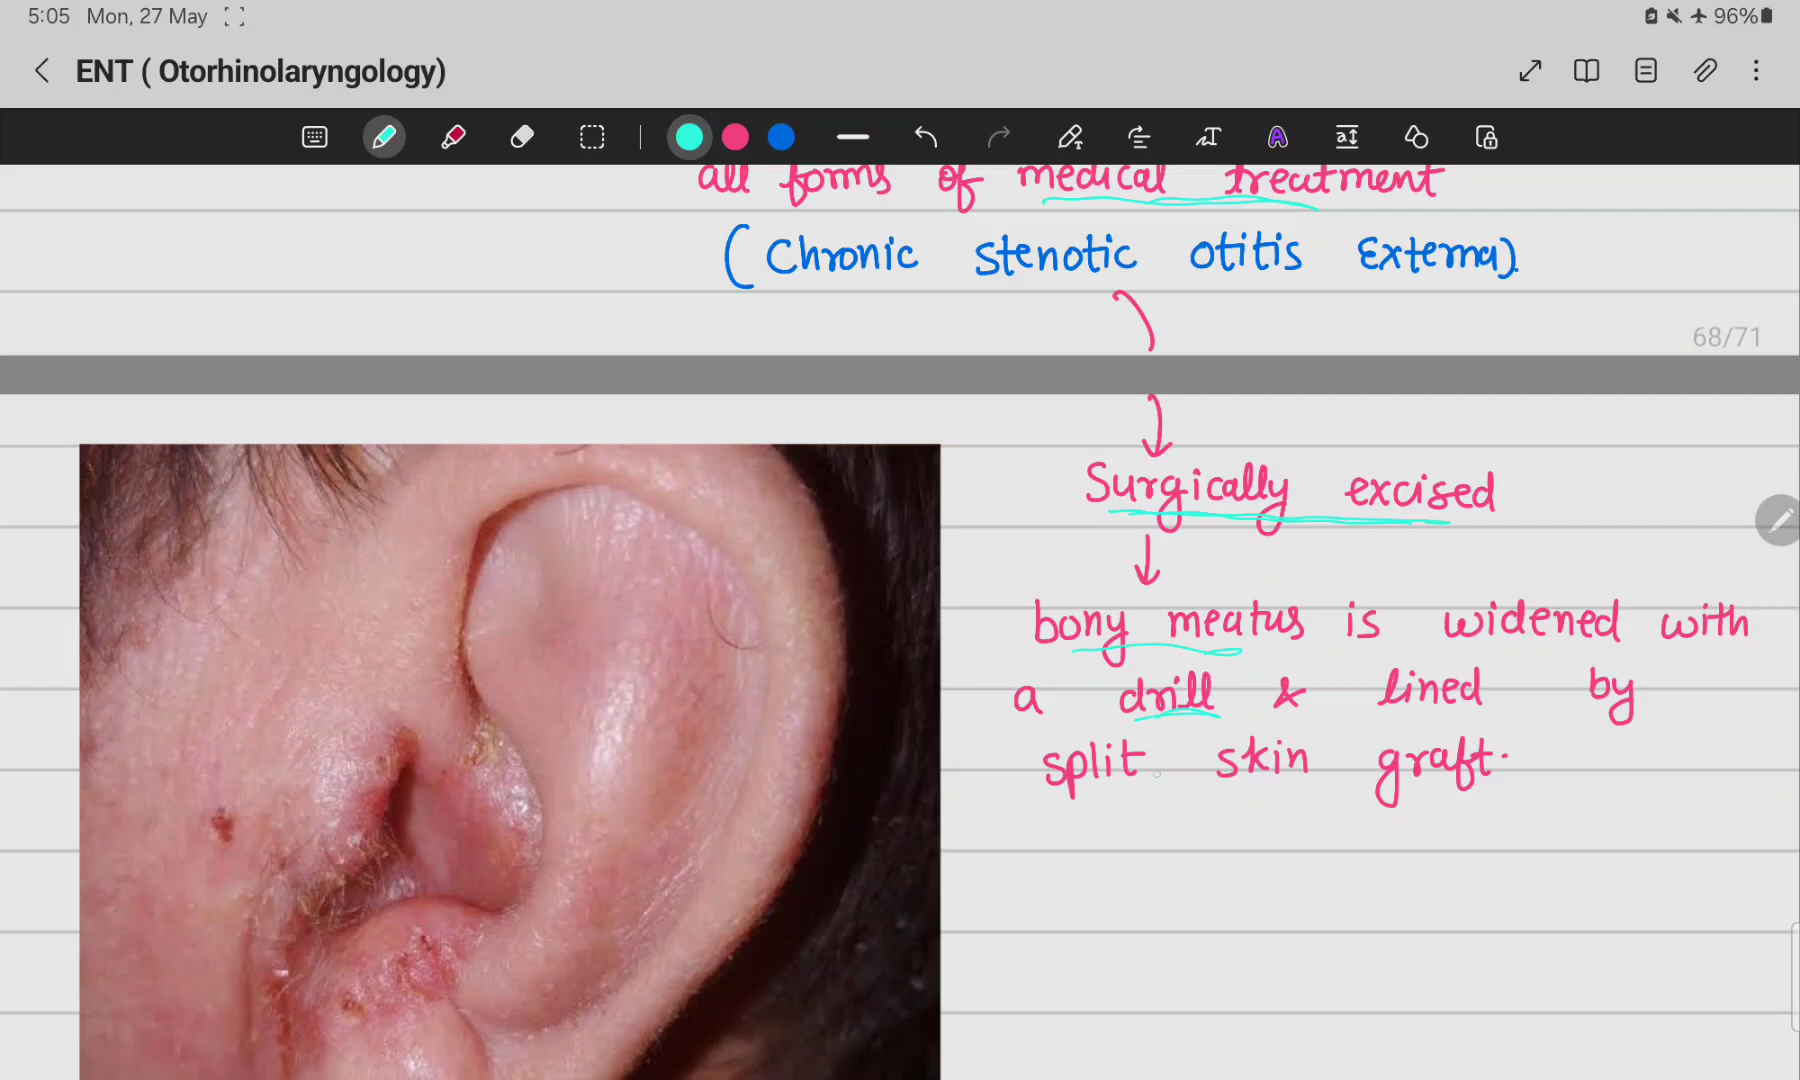 5:05 Mon, 27 May 96%
ENT ( Otorhinolaryngology)
all forms of medical treatment
(Chronic stenotic otitis externa).
68/71
Surgically excised
bony meatus is widened with
a drill & lined by
split skin graft.